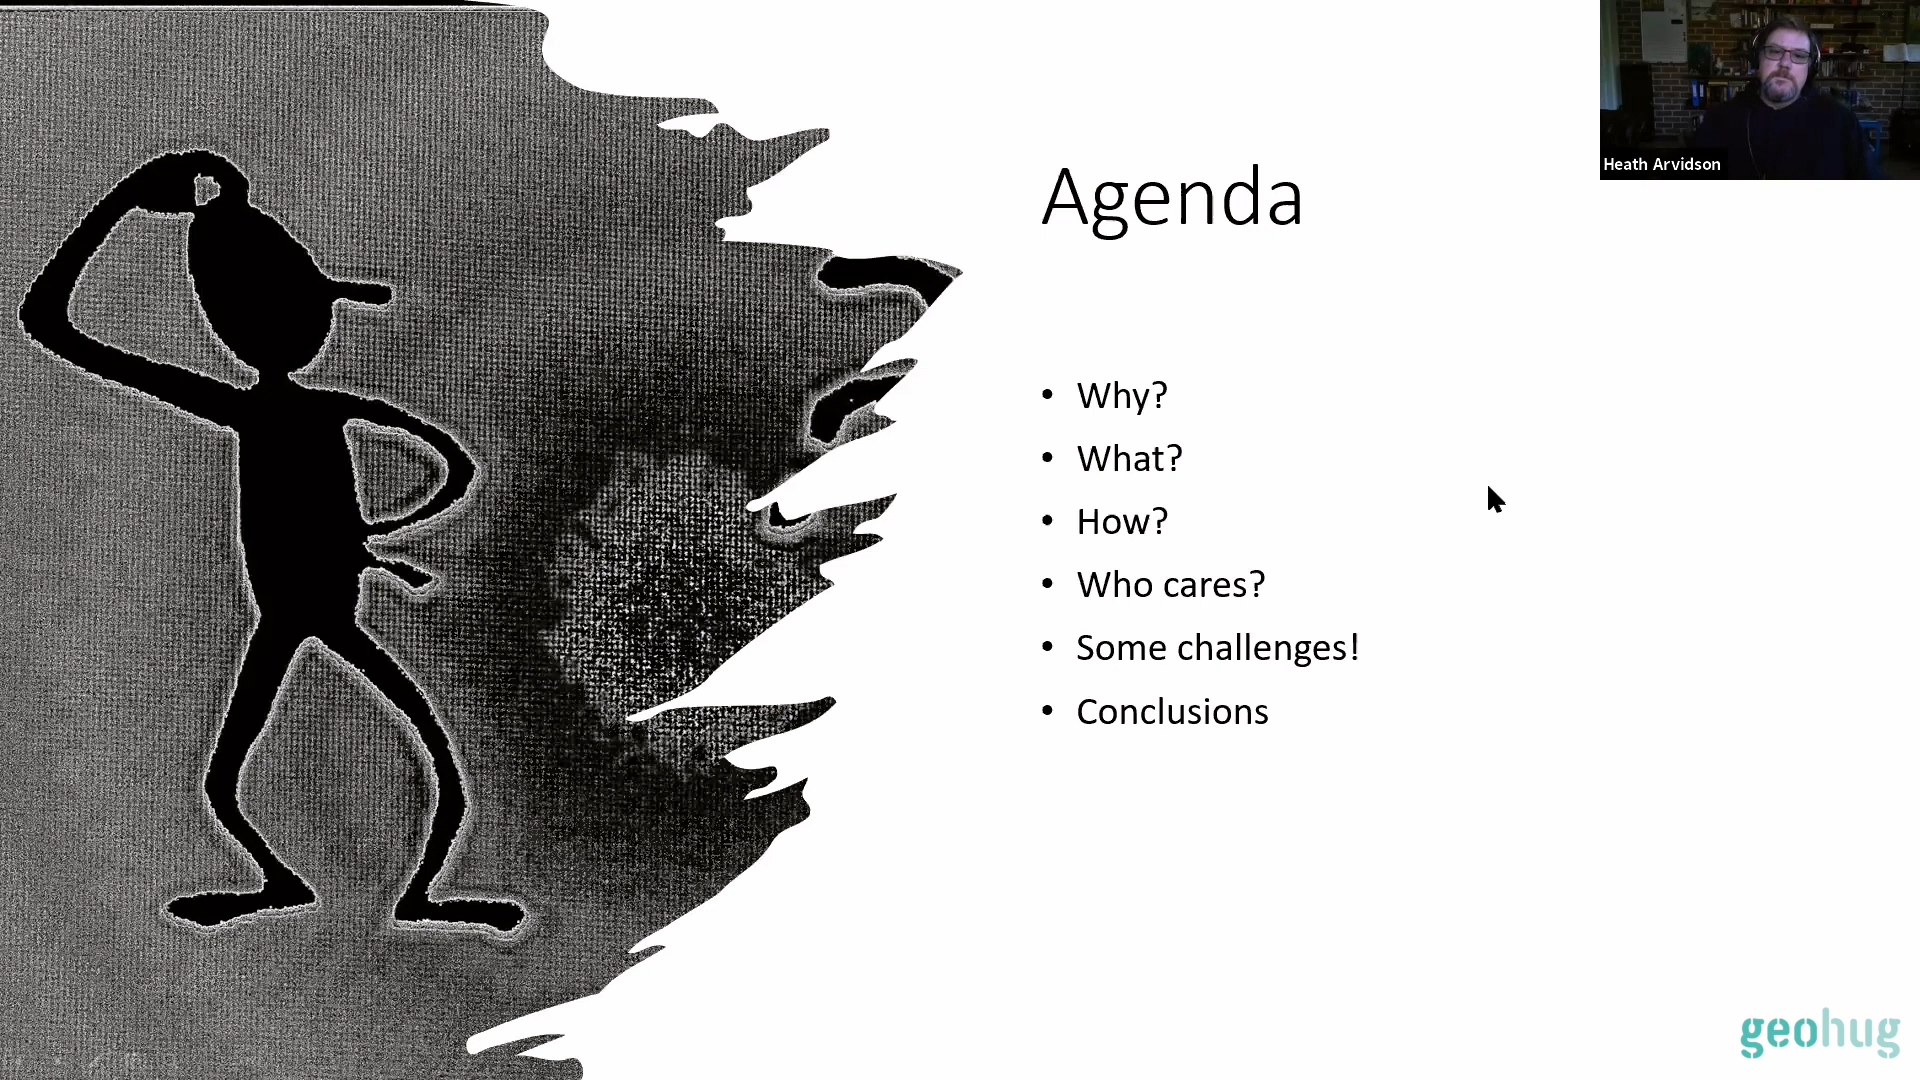 Heath Arvidson
Agenda
• Why?
• What?
• How?
• Who cares?
• Some challenges!
• Conclusions
geohug